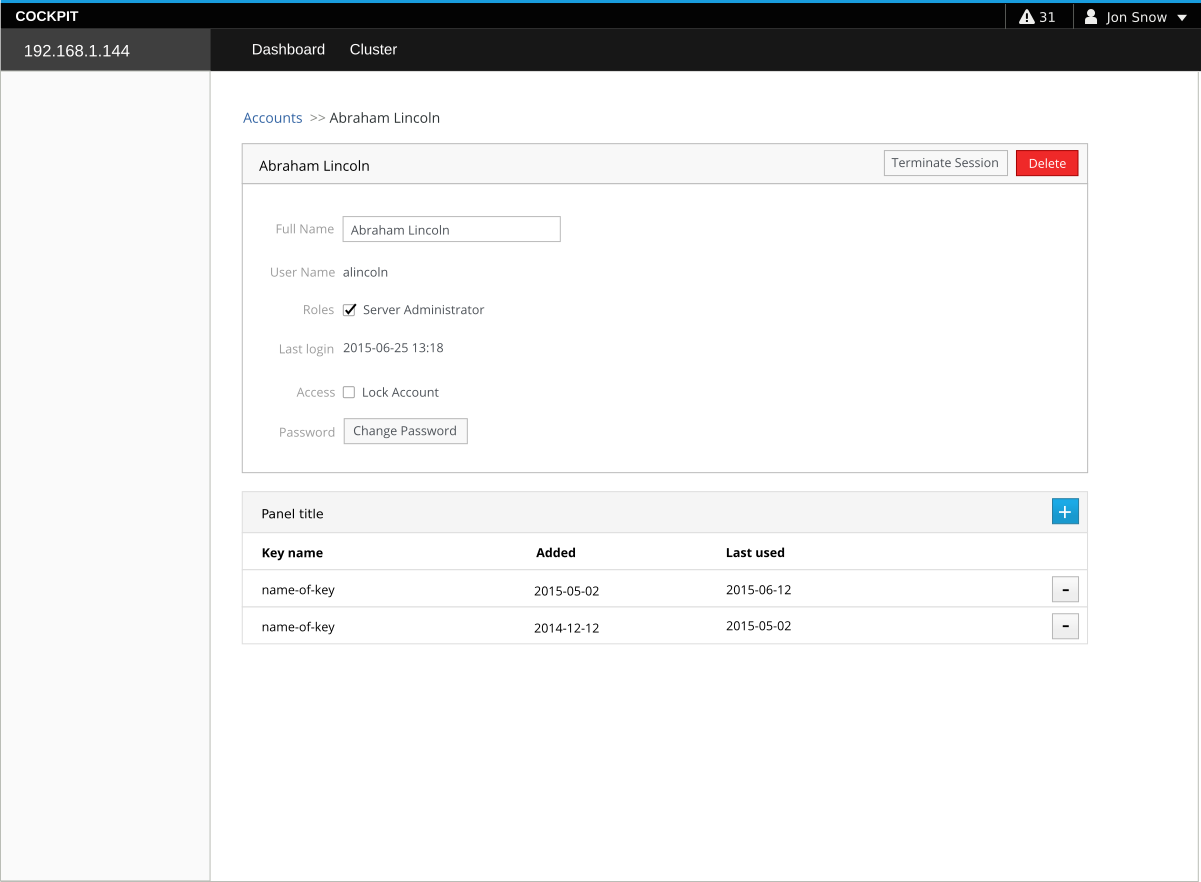 COCKPIT 31 Jon Snow
192.168.1.144 Dashboard Cluster
Accounts >> Abraham Lincoln
Abraham Lincoln Terminate Session Delete
Full Name Abraham Lincoln
User Name alincoln
Roles Server Administrator
Last login 2015-06-25 13:18
Access Lock Account
Password Change Password
Panel title +
Key name Added Last used
name-of-key 2015-05-02 2015-06-12 -
name-of-key 2014-12-12 2015-05-02 -